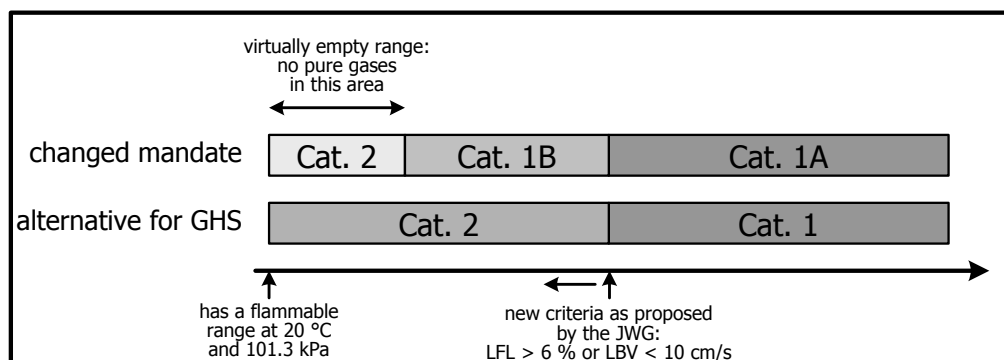 virtually empty range:
no pure gases
in this area
changed mandate
Cat. 2
Cat. 1B
Cat. 1A
alternative for GHS
Cat. 2
Cat. 1
has a flammable
range at 20 °C
and 101.3 kPa
new criteria as proposed
by the JWG:
LFL > 6 % or LBV < 10 cm/s